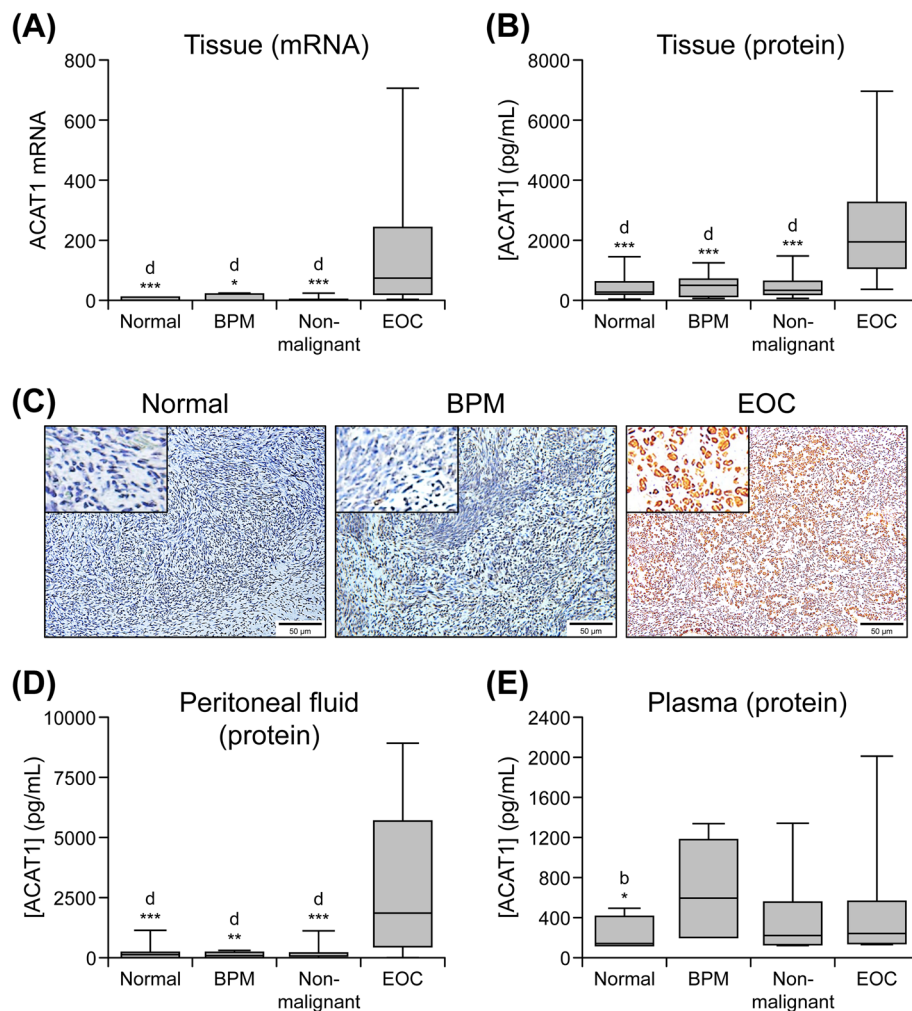 (A)
Tissue (mRNA)
ACAT1 mRNA
800
600
400
200
0
d
***
d
*
d
***
Normal
BPM
Non-
malignant
EOC
(B)
Tissue (protein)
[ACAT1] (pg/mL)
8000
6000
4000
2000
0
d
***
d
***
d
***
Normal
BPM
Non-
malignant
EOC
(C)
Normal
BPM
EOC
50 µm
50 µm
50 µm
(D)
Peritoneal fluid
(protein)
[ACAT1] (pg/mL)
10000
7500
5000
2500
0
d
***
d
**
d
***
Normal
BPM
Non-
malignant
EOC
(E)
Plasma (protein)
[ACAT1] (pg/mL)
2400
2000
1600
1200
800
400
0
b
*
Normal
BPM
Non-
malignant
EOC